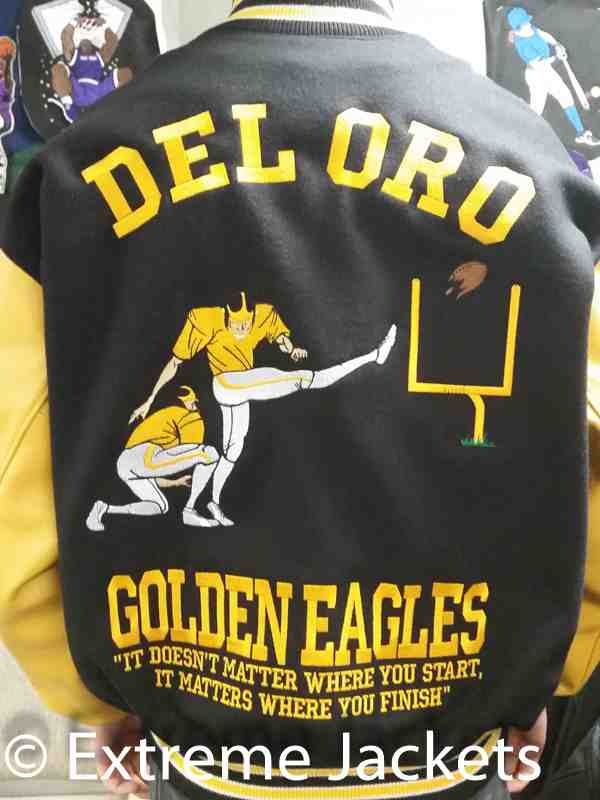 DEL ORO
GOLDEN EAGLES
"IT DOESN'T MATTER WHERE YOU START,
IT MATTERS WHERE YOU FINISH"
© Extreme Jackets